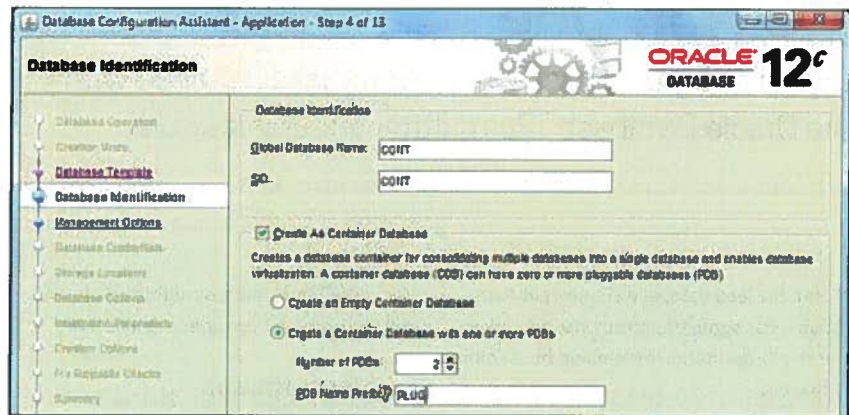 Database Configuration Assistant - Application - Step 4 of 13
Database Identification
ORACLE
DATABASE
12c
Database Operation
Creation Mode
Database Template
Database Identification
Management Options
Database Credentials
Storage Locations
Database Options
Initialization Parameters
Creation Options
Pre Requisite Checks
Summary
Database Identification
Global Database Name: CONT
SID: CONT
Create As Container Database
Creates a database container for consolidating multiple databases into a single database and enables database
virtualization. A container database (CDB) can have zero or more pluggable databases (PDB)
Create an Empty Container Database
Create a Container Database with one or more PDBs
Number of PDBs: 2
PDB Name Prefix: PLUG